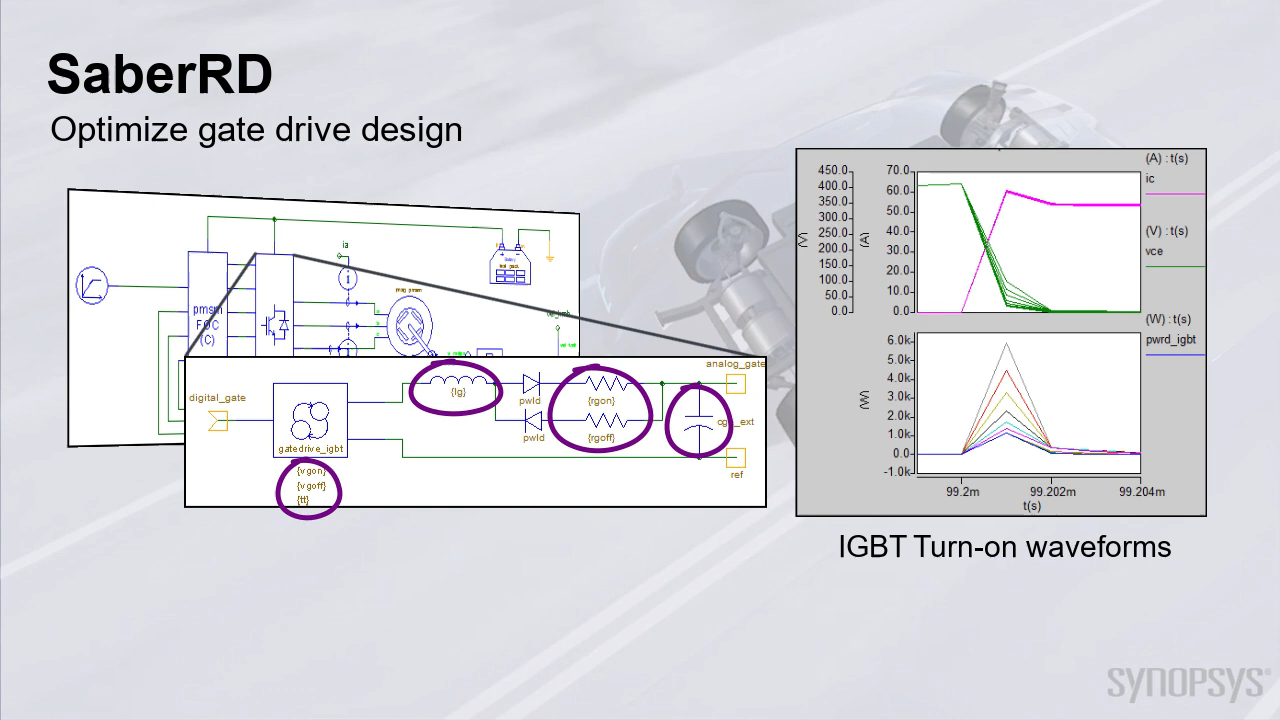 SaberRD
Optimize gate drive design
ia
pmsm
FOC
(C)
digital_gate
gatedrive_igbt
{vgon}
{vgoff}
{tt}
{lg}
pwld
pwld
{rgon}
{rgoff}
analog_gate
ref
(A) : t(s)
ic
(V) : t(s)
vce
(W) : t(s)
pwrd_igbt
(V)
450.0
400.0
350.0
300.0
250.0
200.0
150.0
100.0
50.0
0.0
(A)
70.0
60.0
50.0
40.0
30.0
20.0
10.0
0.0
(W)
6.0k
5.0k
4.0k
3.0k
2.0k
1.0k
0.0
-1.0k
99.2m 99.202m 99.204m
t(s)
IGBT Turn-on waveforms
SYNOPSYS